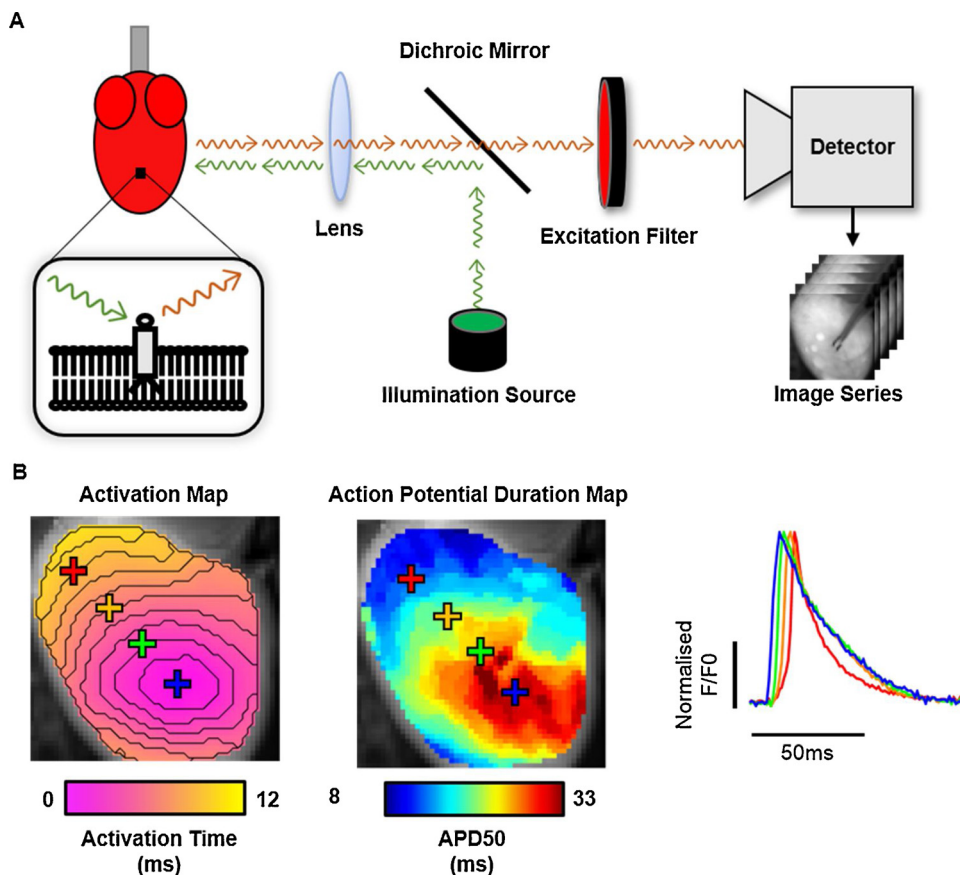 A
Dichroic Mirror
Detector
Lens
Excitation Filter
Illumination Source
Image Series
B
Activation Map
Action Potential Duration Map
Normalised
F/F0
50ms
0
12
8
33
Activation Time
(ms)
APD50
(ms)